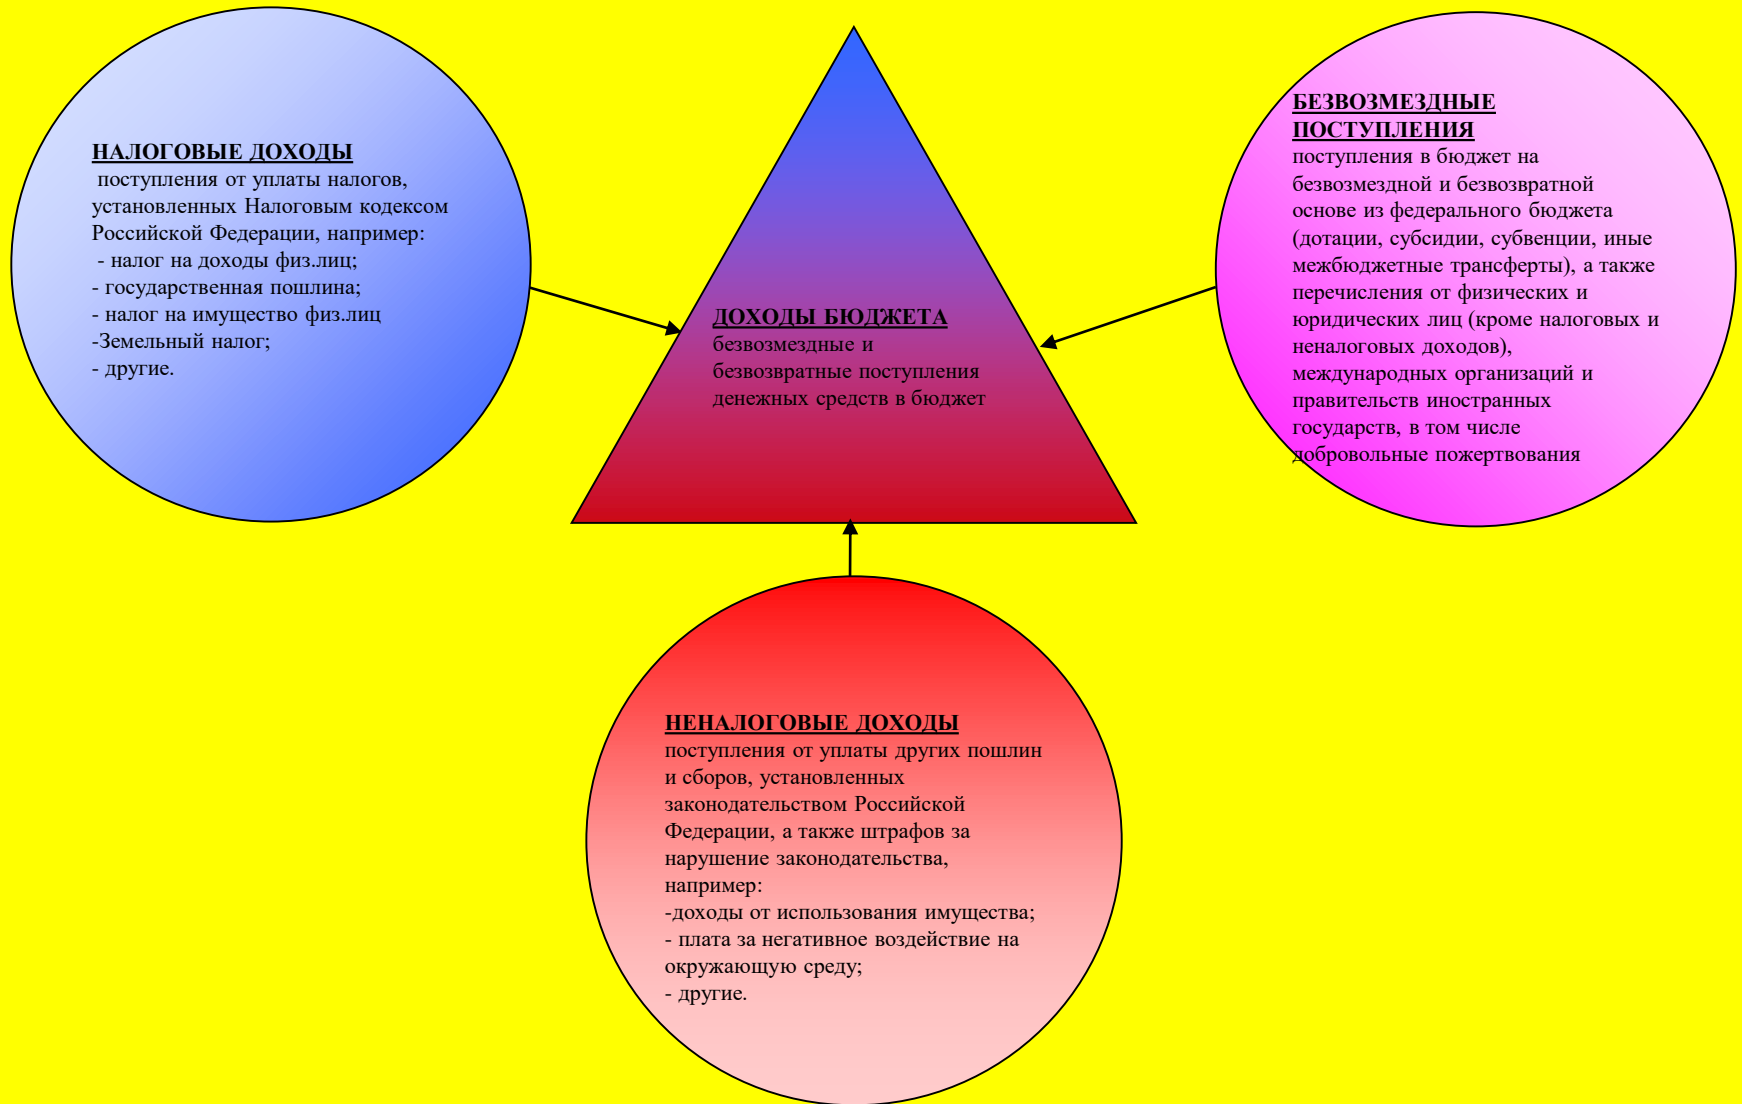 НАЛОГОВЫЕ ДОХОДЫ
поступления от уплаты налогов,
установленных Налоговым кодексом
Российской Федерации, например:
- налог на доходы физ.лиц;
- государственная пошлина;
- налог на имущество физ.лиц
-Земельный налог;
- другие.
ДОХОДЫ БЮДЖЕТА
безвозмездные и
безвозвратные поступления
денежных средств в бюджет
БЕЗВОЗМЕЗДНЫЕ
ПОСТУПЛЕНИЯ
поступления в бюджет на
безвозмездной и безвозвратной
основе из федерального бюджета
(дотации, субсидии, субвенции, иные
межбюджетные трансферты), а также
перечисления от физических и
юридических лиц (кроме налоговых и
неналоговых доходов),
международных организаций и
правительств иностранных
государств, в том числе
добровольные пожертвования
НЕНАЛОГОВЫЕ ДОХОДЫ
поступления от уплаты других пошлин
и сборов, установленных
законодательством Российской
Федерации, а также штрафов за
нарушение законодательства,
например:
-доходы от использования имущества;
- плата за негативное воздействие на
окружающую среду;
- другие.